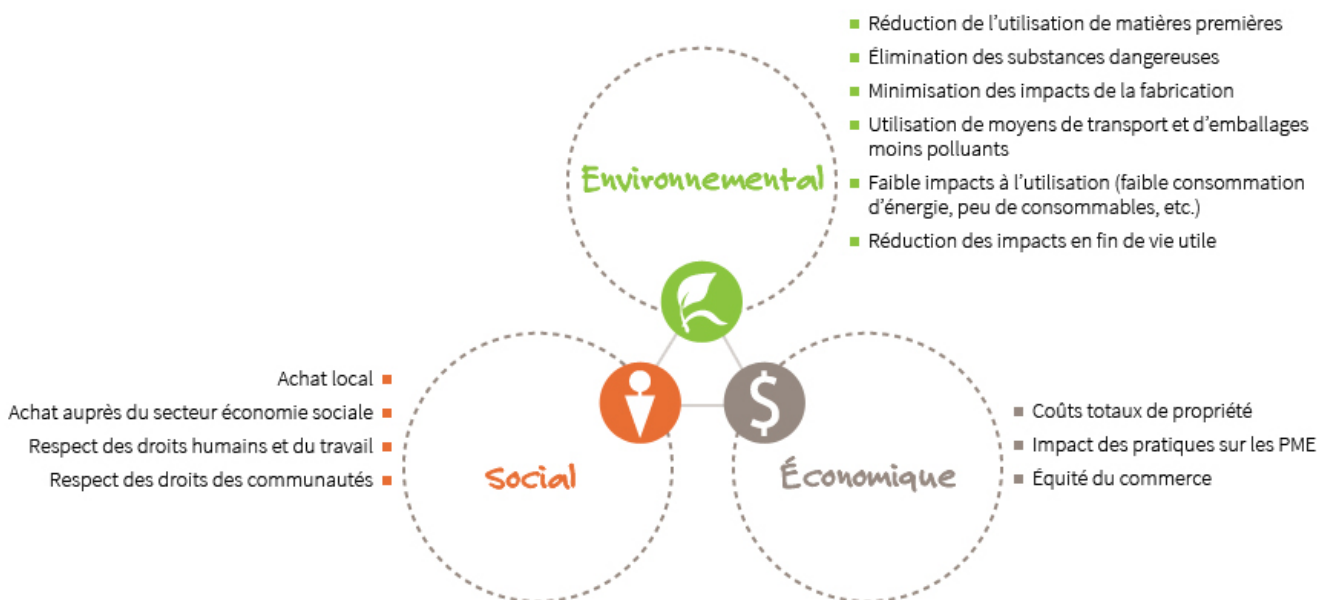 Réduction de l’utilisation de matières premières
Élimination des substances dangereuses
Minimisation des impacts de la fabrication
Utilisation de moyens de transport et d’emballages
moins polluants
Faible impacts à l’utilisation (faible consommation
d’énergie, peu de consommables, etc.)
Réduction des impacts en fin de vie utile
Environnemental
Achat local
Achat auprès du secteur économie sociale
Respect des droits humains et du travail
Respect des droits des communautés
Social
$
Économique
Coûts totaux de propriété
Impact des pratiques sur les PME
Équité du commerce